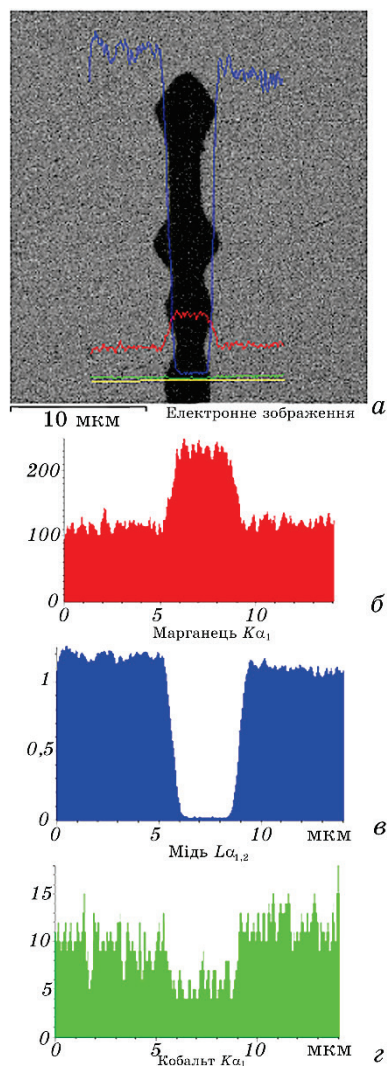 10 мкм
Електронне зображення
а
200
100
0
0 5 10
Марганець Kα₁
б
1
0,5
0
0 5 10 мкм
Мідь Lα₁,₂
в
15
10
5
0
0 5 10 мкм
Кобальт Kα₁
г